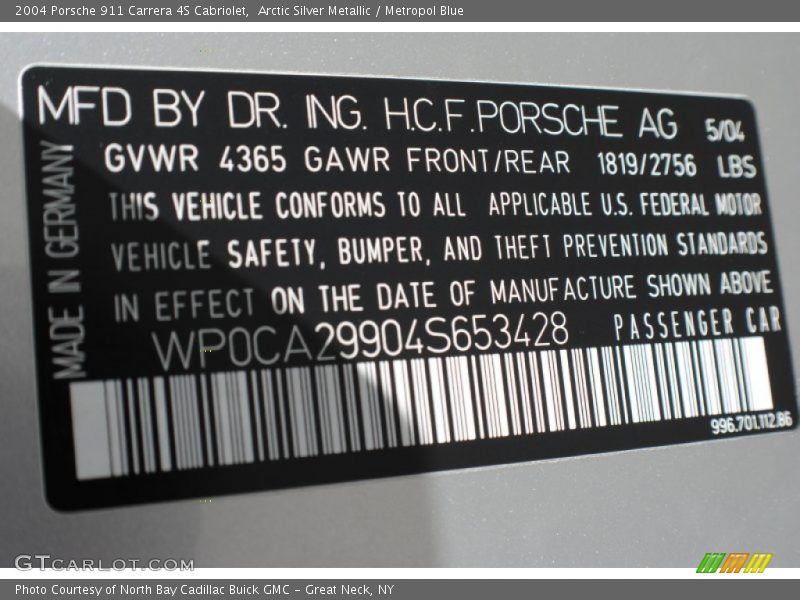 2004 Porsche 911 Carrera 4S Cabriolet,  Arctic Silver Metallic / Metropol Blue
MFD BY DR. ING. H.C.F.PORSCHE AG 5/04
GVWR 4365 GAWR FRONT/REAR 1819/2756 LBS
THIS VEHICLE CONFORMS TO ALL APPLICABLE U.S. FEDERAL MOTOR
VEHICLE SAFETY, BUMPER, AND THEFT PREVENTION STANDARDS
IN EFFECT ON THE DATE OF MANUFACTURE SHOWN ABOVE
WP0CA29904S653428 PASSENGER CAR
MADE IN GERMANY
996.701.112.86
GTCarLot.com
Photo Courtesy of North Bay Cadillac Buick GMC - Great Neck, NY